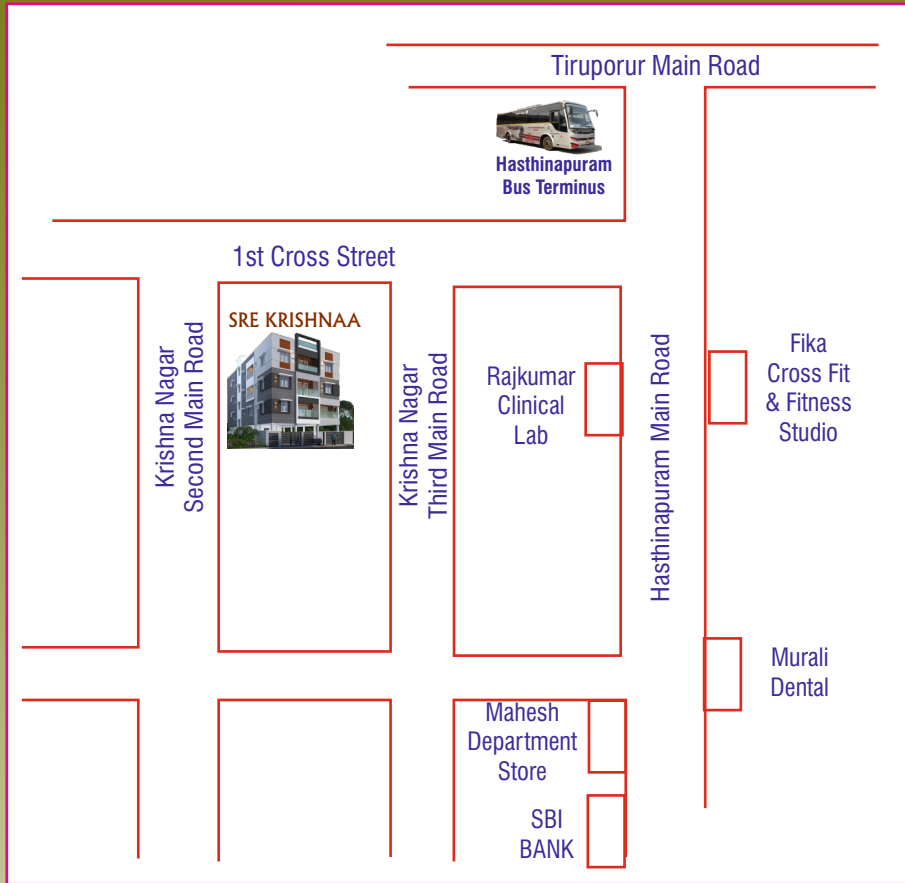 Tiruporur Main Road
Hasthinapuram
Bus Terminus
1st Cross Street
SRE KRISHNAA
Krishna Nagar
Second Main Road
Krishna Nagar
Third Main Road
Rajkumar
Clinical
Lab
Hasthinapuram Main Road
Fika
Cross Fit
& Fitness
Studio
Murali
Dental
Mahesh
Department
Store
SBI
BANK